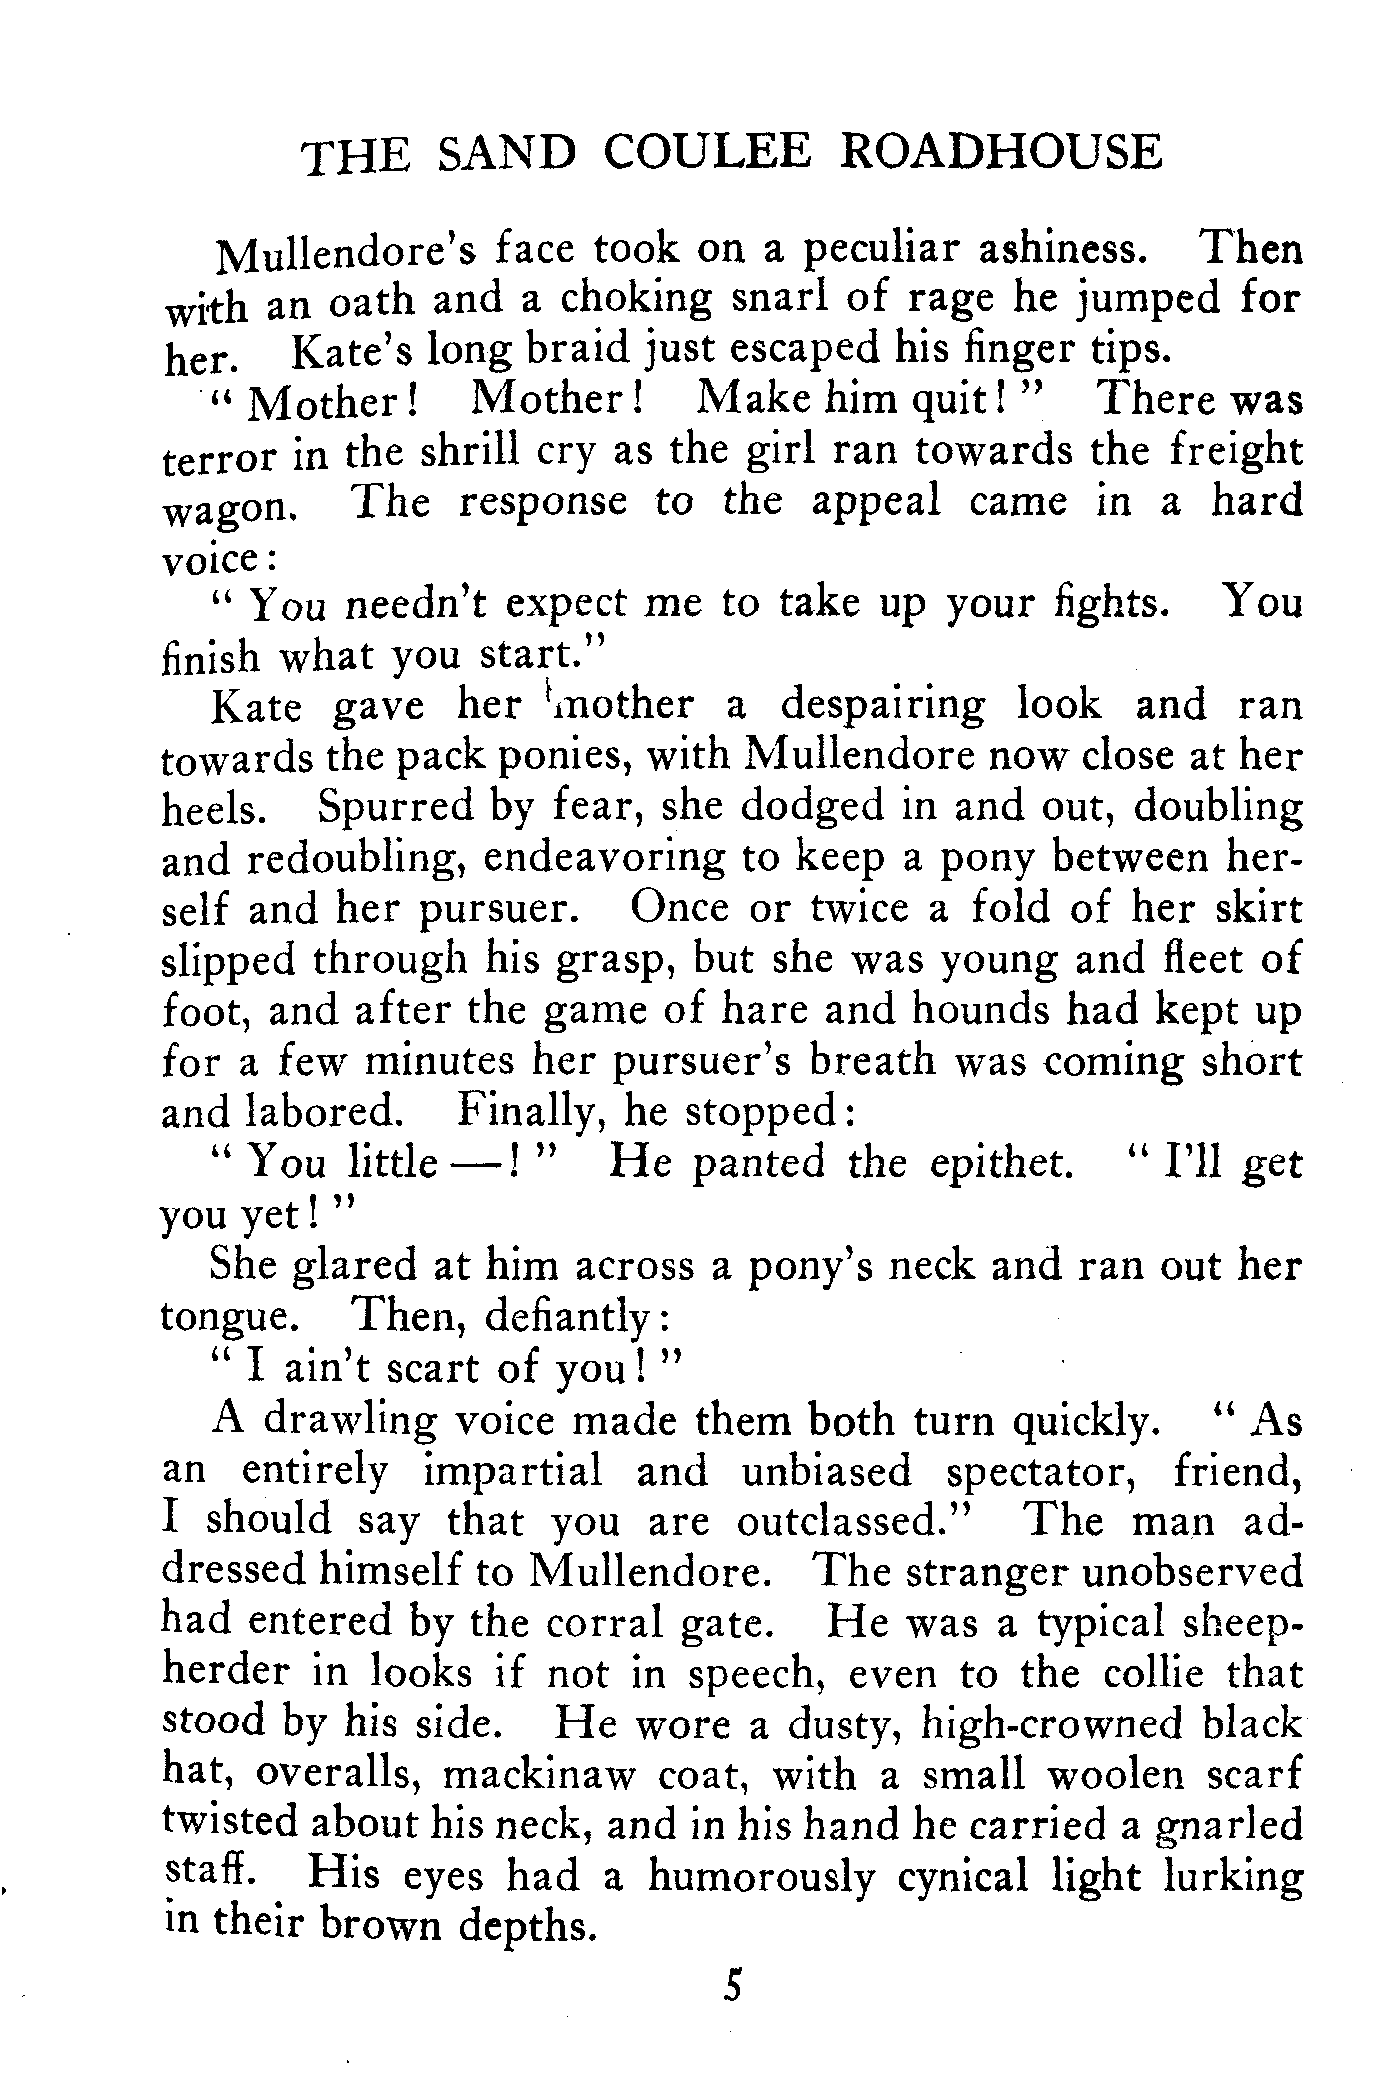 THE SAND COULEE ROADHOUSE
Mullendore's face took on a peculiar ashiness. Then
with an oath and a choking snarl of rage he jumped for
her. Kate's long braid just escaped his finger tips.
" Mother! Mother! Make him quit! " There was
terror in the shrill cry as the girl ran towards the freight
wagon. The response to the appeal came in a hard
voice:
" You needn't expect me to take up your fights. You
finish what you start."
Kate gave her mother a despairing look and ran
towards the pack ponies, with Mullendore now close at her
heels. Spurred by fear, she dodged in and out, doubling
and redoubling, endeavoring to keep a pony between her-
self and her pursuer. Once or twice a fold of her skirt
slipped through his grasp, but she was young and fleet of
foot, and after the game of hare and hounds had kept up
for a few minutes her pursuer's breath was coming short
and labored. Finally, he stopped:
" You little —! " He panted the epithet. " I'll get
you yet! "
She glared at him across a pony's neck and ran out her
tongue. Then, defiantly:
" I ain't scart of you! "
A drawling voice made them both turn quickly. " As
an entirely impartial and unbiased spectator, friend,
I should say that you are outclassed." The man ad-
dressed himself to Mullendore. The stranger unobserved
had entered by the corral gate. He was a typical sheep-
herder in looks if not in speech, even to the collie that
stood by his side. He wore a dusty, high-crowned black
hat, overalls, mackinaw coat, with a small woolen scarf
twisted about his neck, and in his hand he carried a gnarled
staff. His eyes had a humorously cynical light lurking
in their brown depths.
5